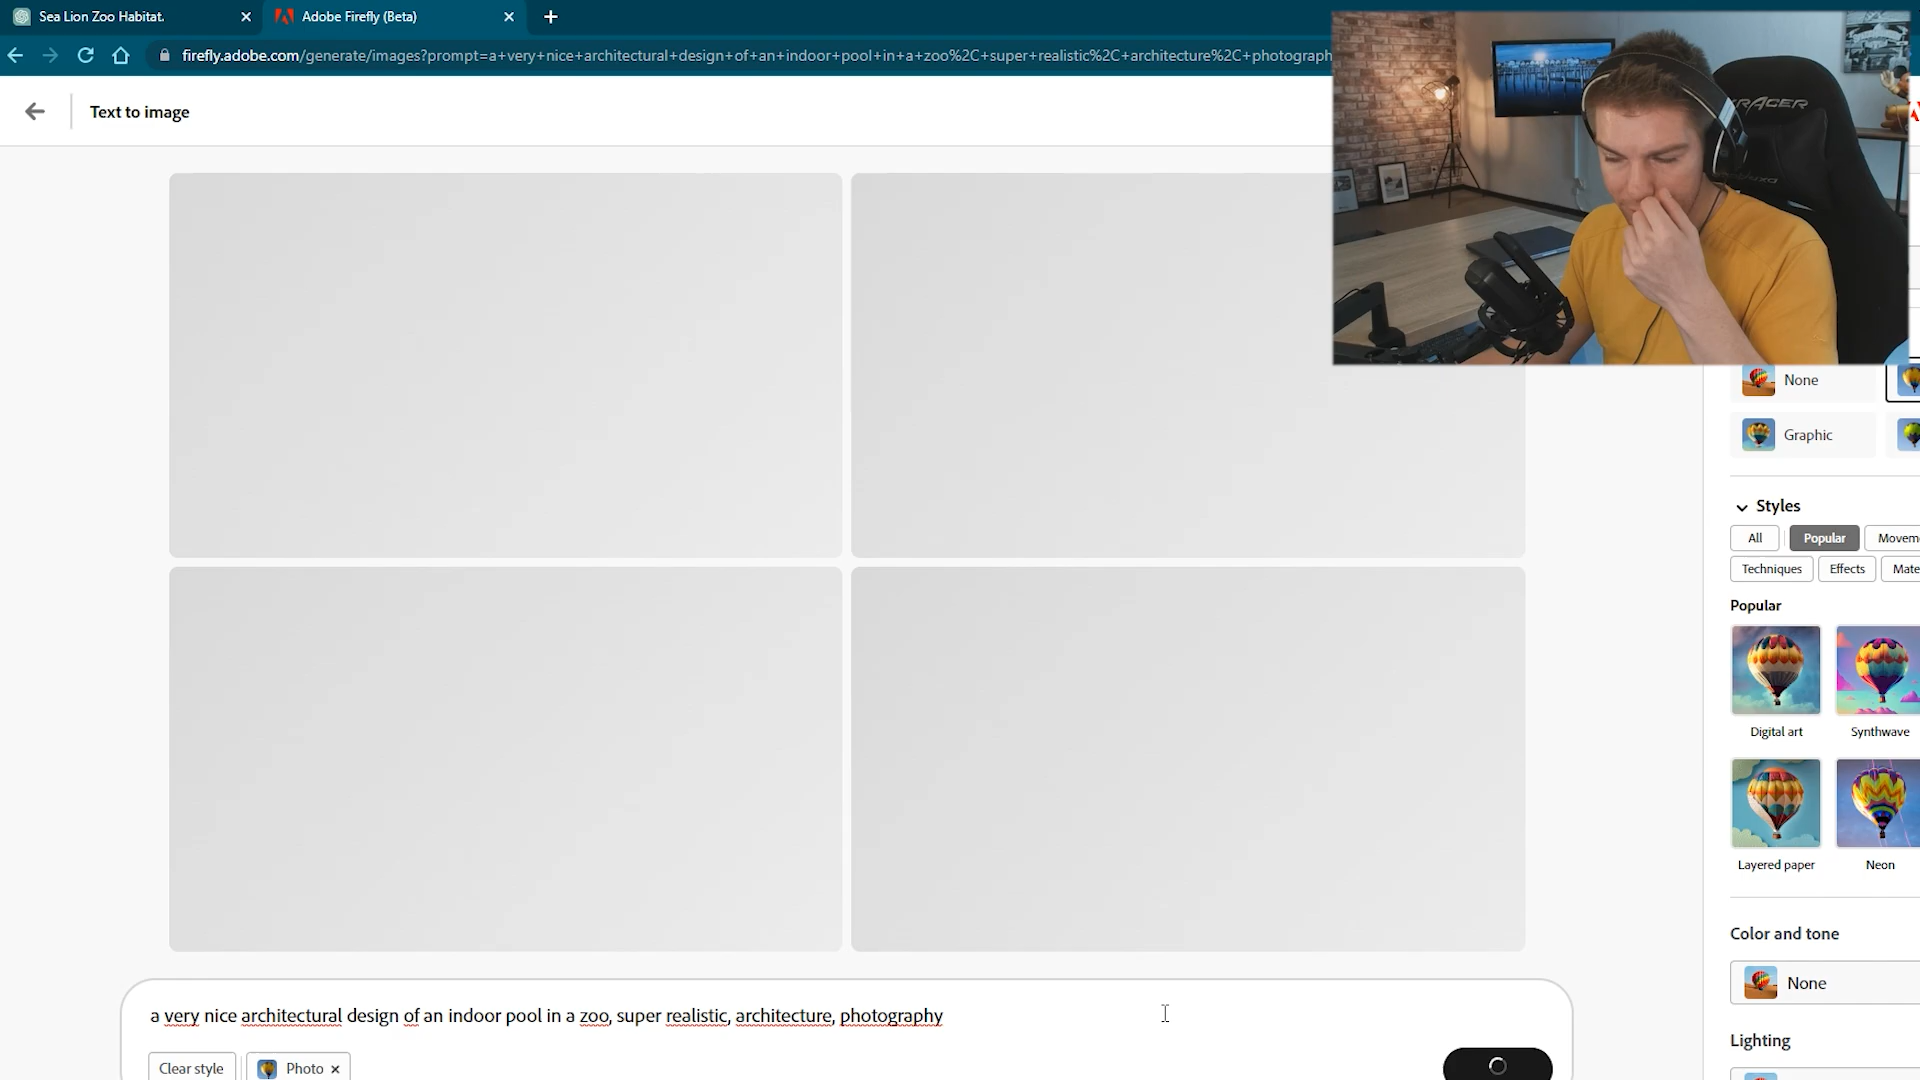 Sea Lion Zoo Habitat.
Adobe Firefly (Beta)
firefly.adobe.com/generate/images?prompt=a+very+nice+architectural+design+of+an+indoor+pool+in+a+zoo%2C+super+realistic%2C+architecture%2C+photograph
Text to image
None
Graphic
Styles
All
Popular
Movem
Techniques
Effects
Mate
Popular
Digital art
Synthwave
Layered paper
Neon
Color and tone
None
Lighting
a very nice architectural design of an indoor pool in a zoo, super realistic, architecture, photography
Clear style
Photo